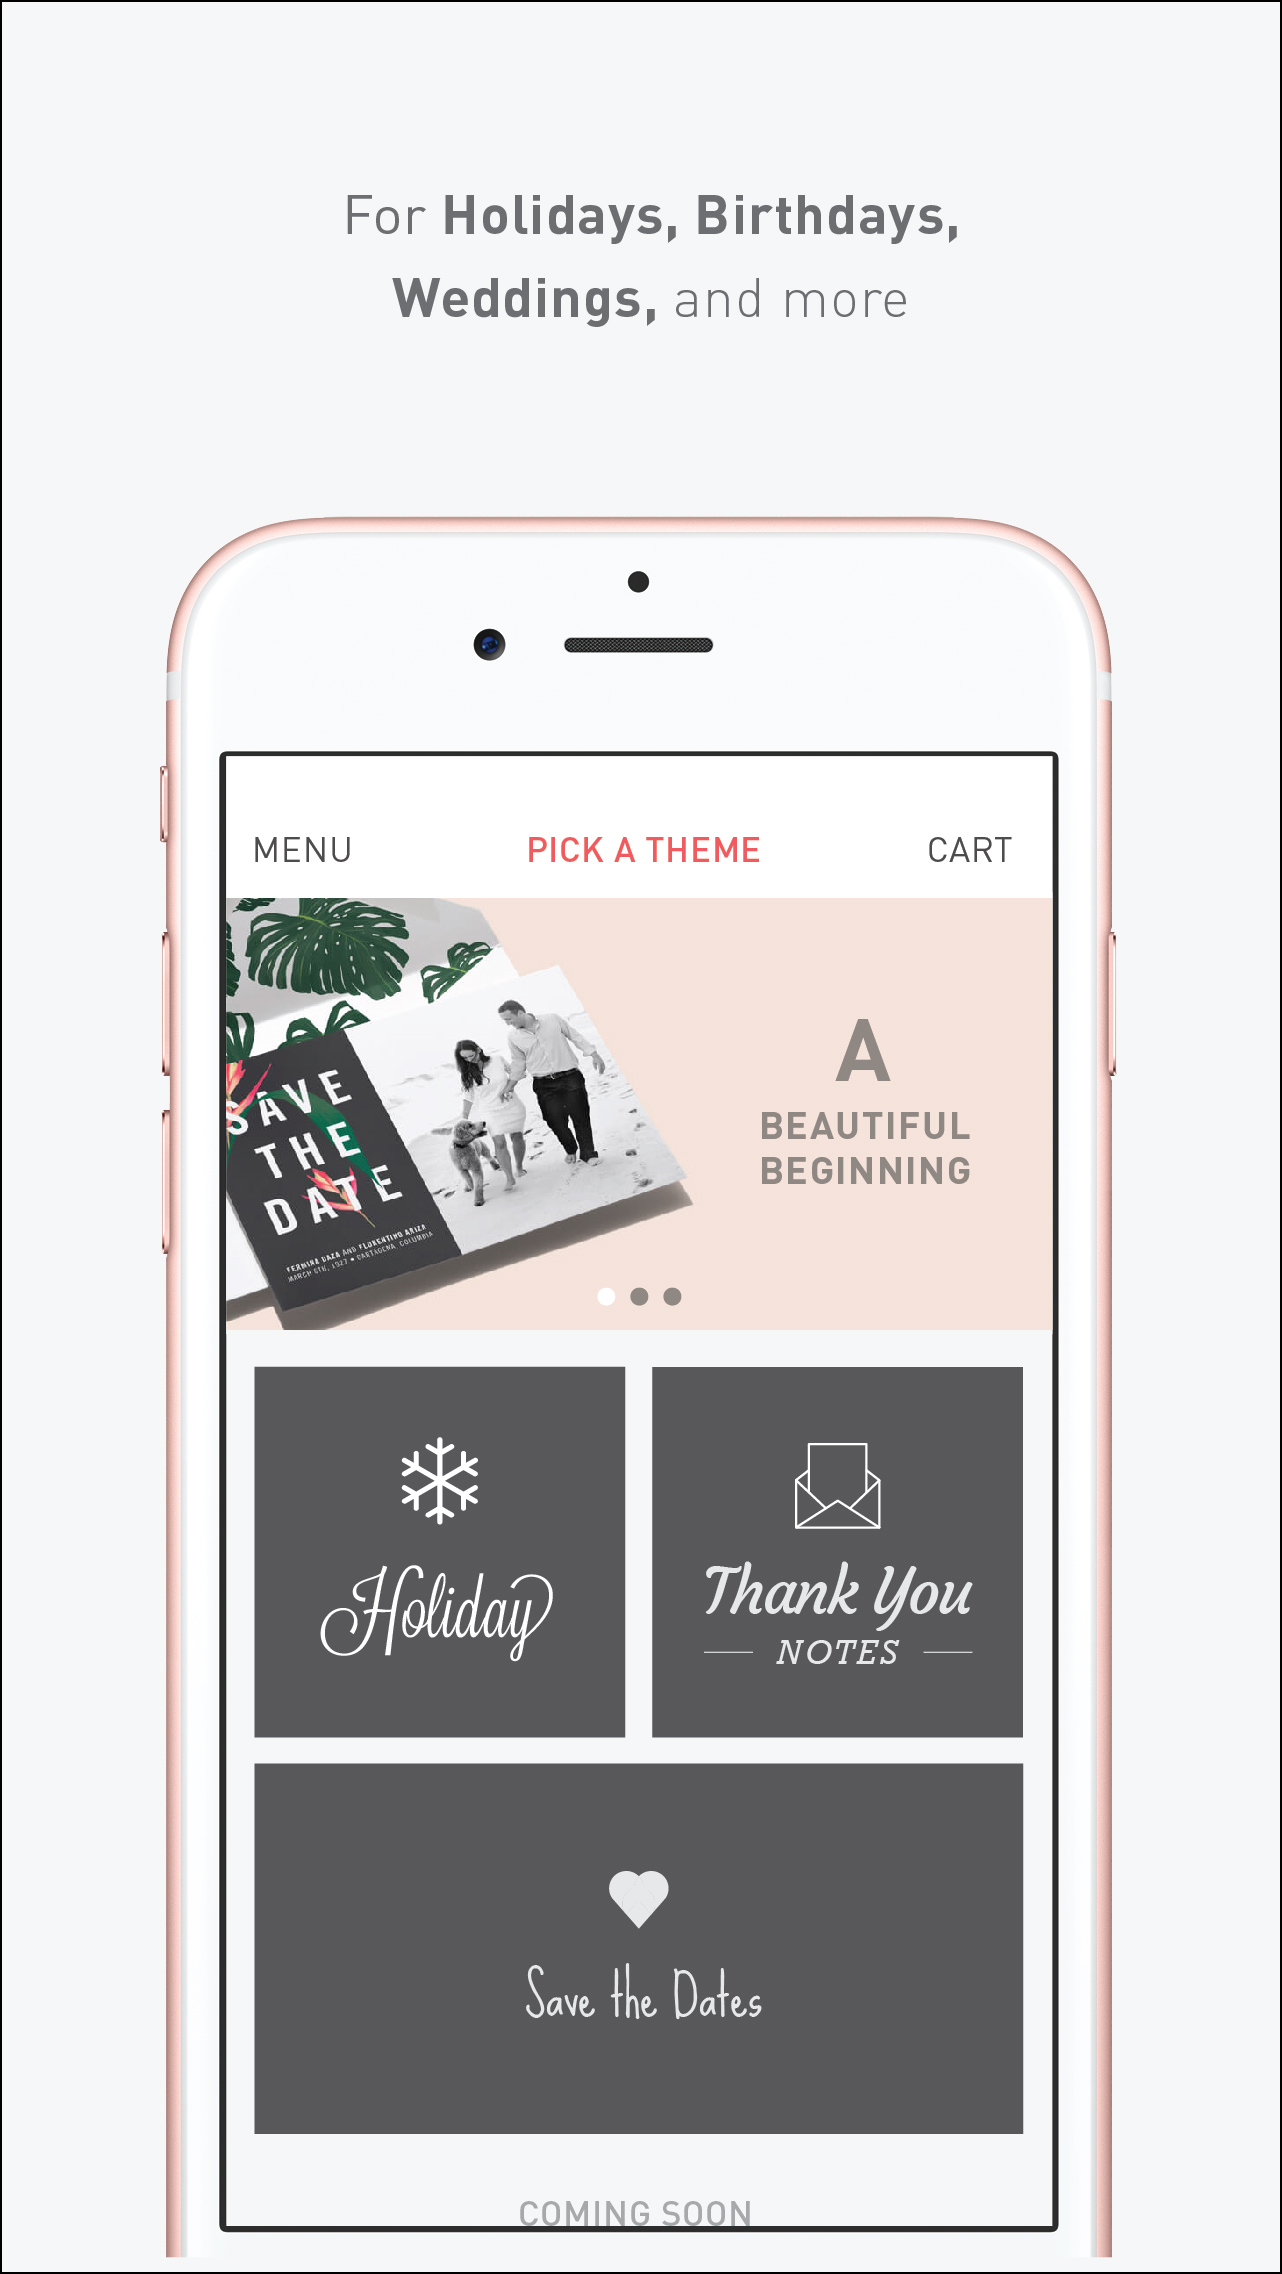 For Holidays, Birthdays,
Weddings, and more
MENU
PICK A THEME
CART
SAVE
THE
DATE
FERMINA DAZA AND FLORENTINO ARIZA
MARCH 6TH, 1927 • CARTAGENA, COLUMBIA
A
BEAUTIFUL
BEGINNING
Holiday
Thank You
NOTES
Save the Dates
COMING SOON